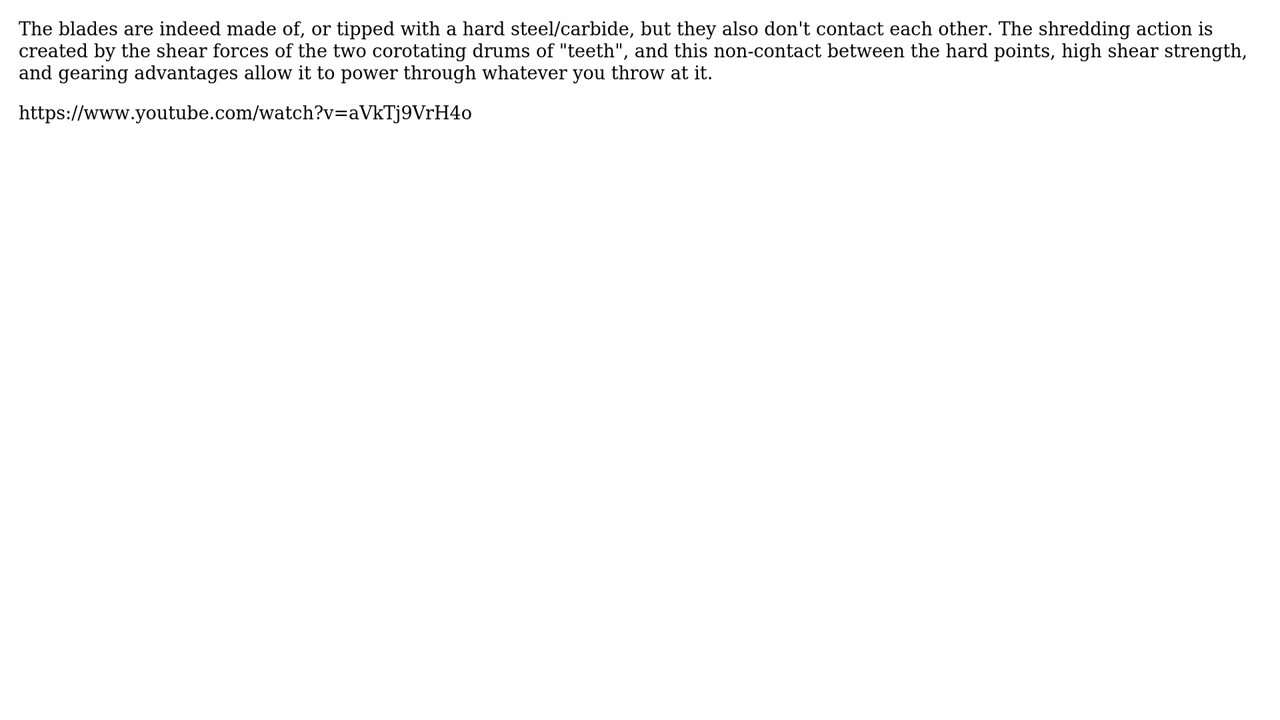 The blades are indeed made of, or tipped with a hard steel/carbide, but they also don't contact each other. The shredding action is
created by the shear forces of the two corotating drums of "teeth", and this non-contact between the hard points, high shear strength,
and gearing advantages allow it to power through whatever you throw at it.
https://www.youtube.com/watch?v=aVkTj9VrH4o